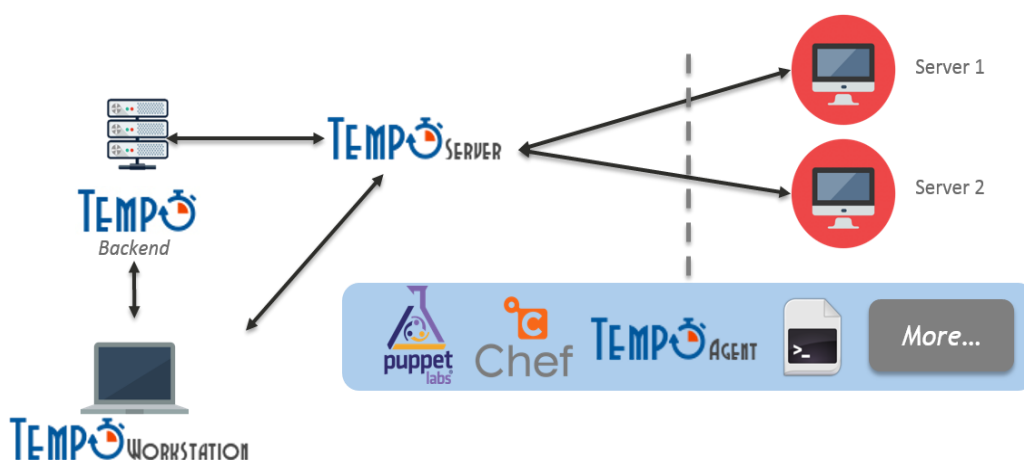 Server 1
TEMPO SERVER
Server 2
TEMPO
Backend
puppet
labs®
Chef
TEMPO AGENT
>_
More...
TEMPO WORKSTATION